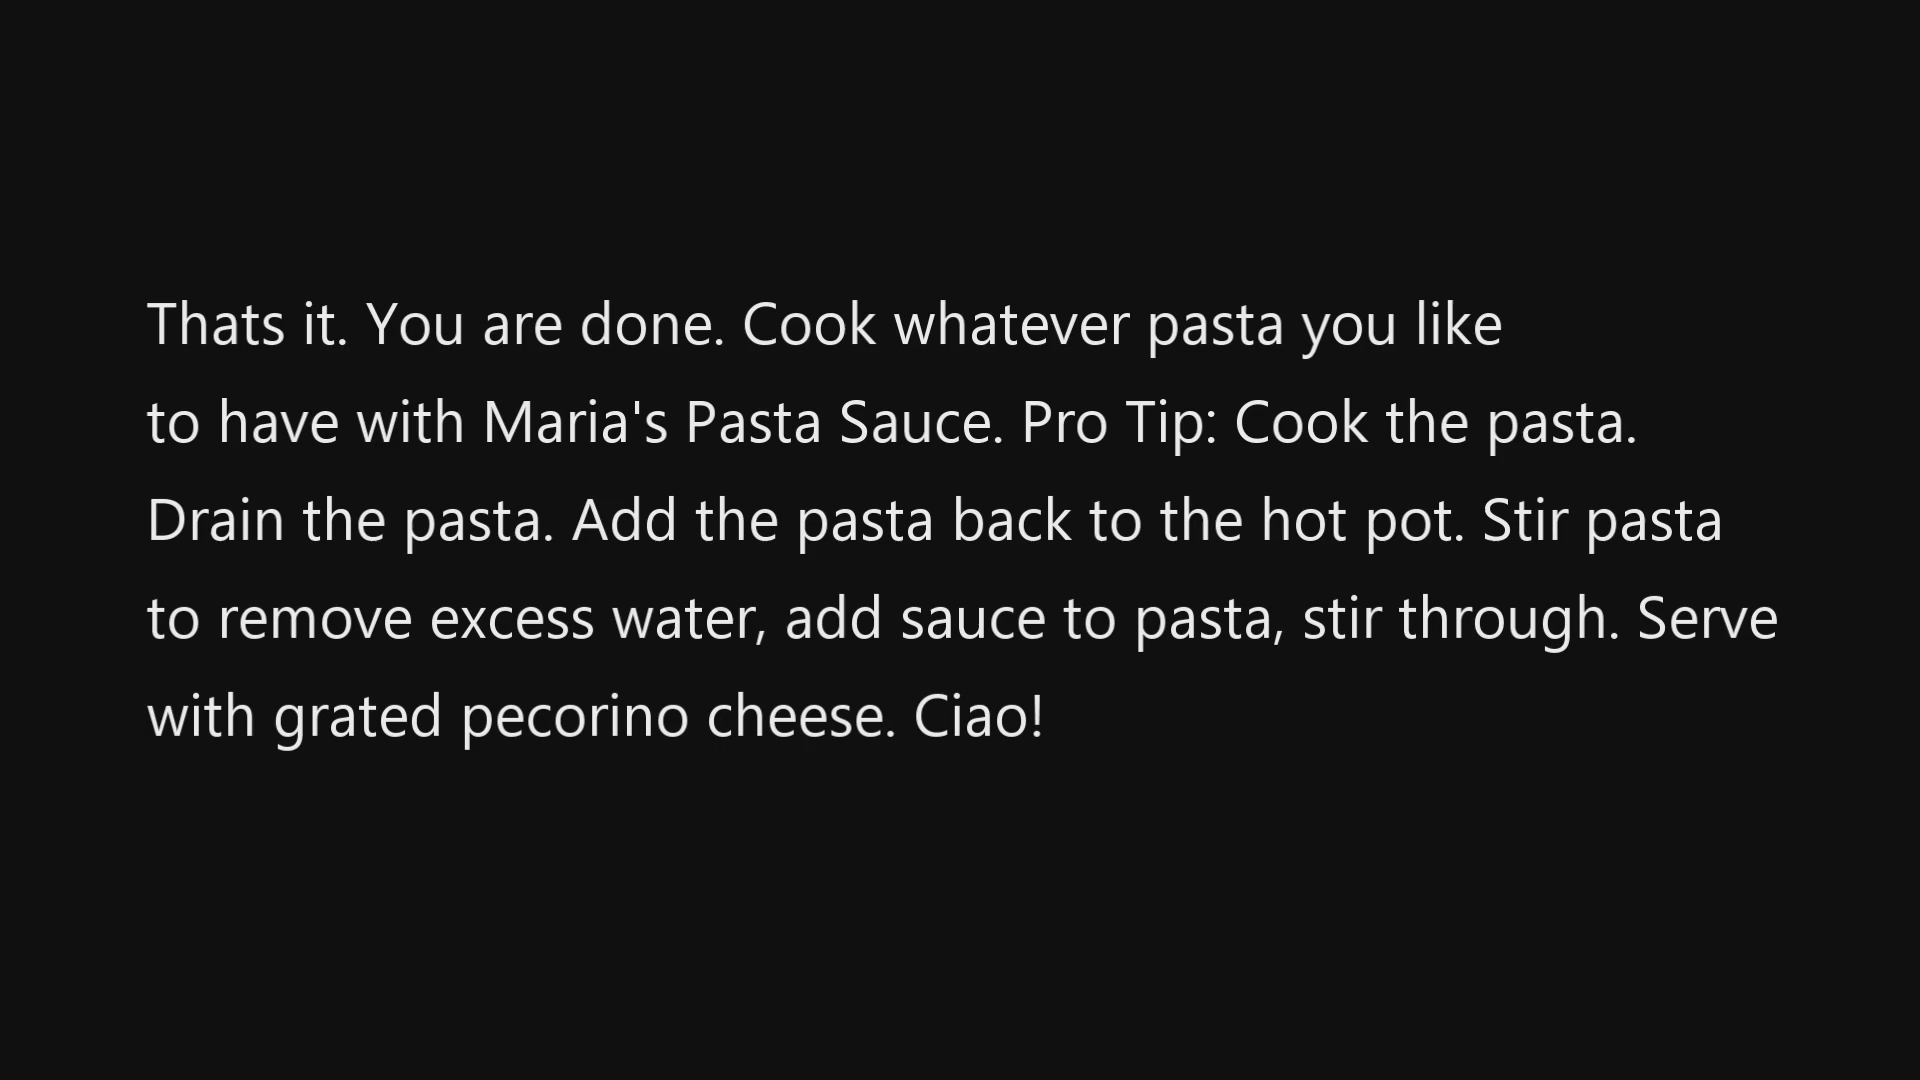 Thats it. You are done. Cook whatever pasta you like
to have with Maria's Pasta Sauce. Pro Tip: Cook the pasta.
Drain the pasta. Add the pasta back to the hot pot. Stir pasta
to remove excess water, add sauce to pasta, stir through. Serve
with grated pecorino cheese. Ciao!